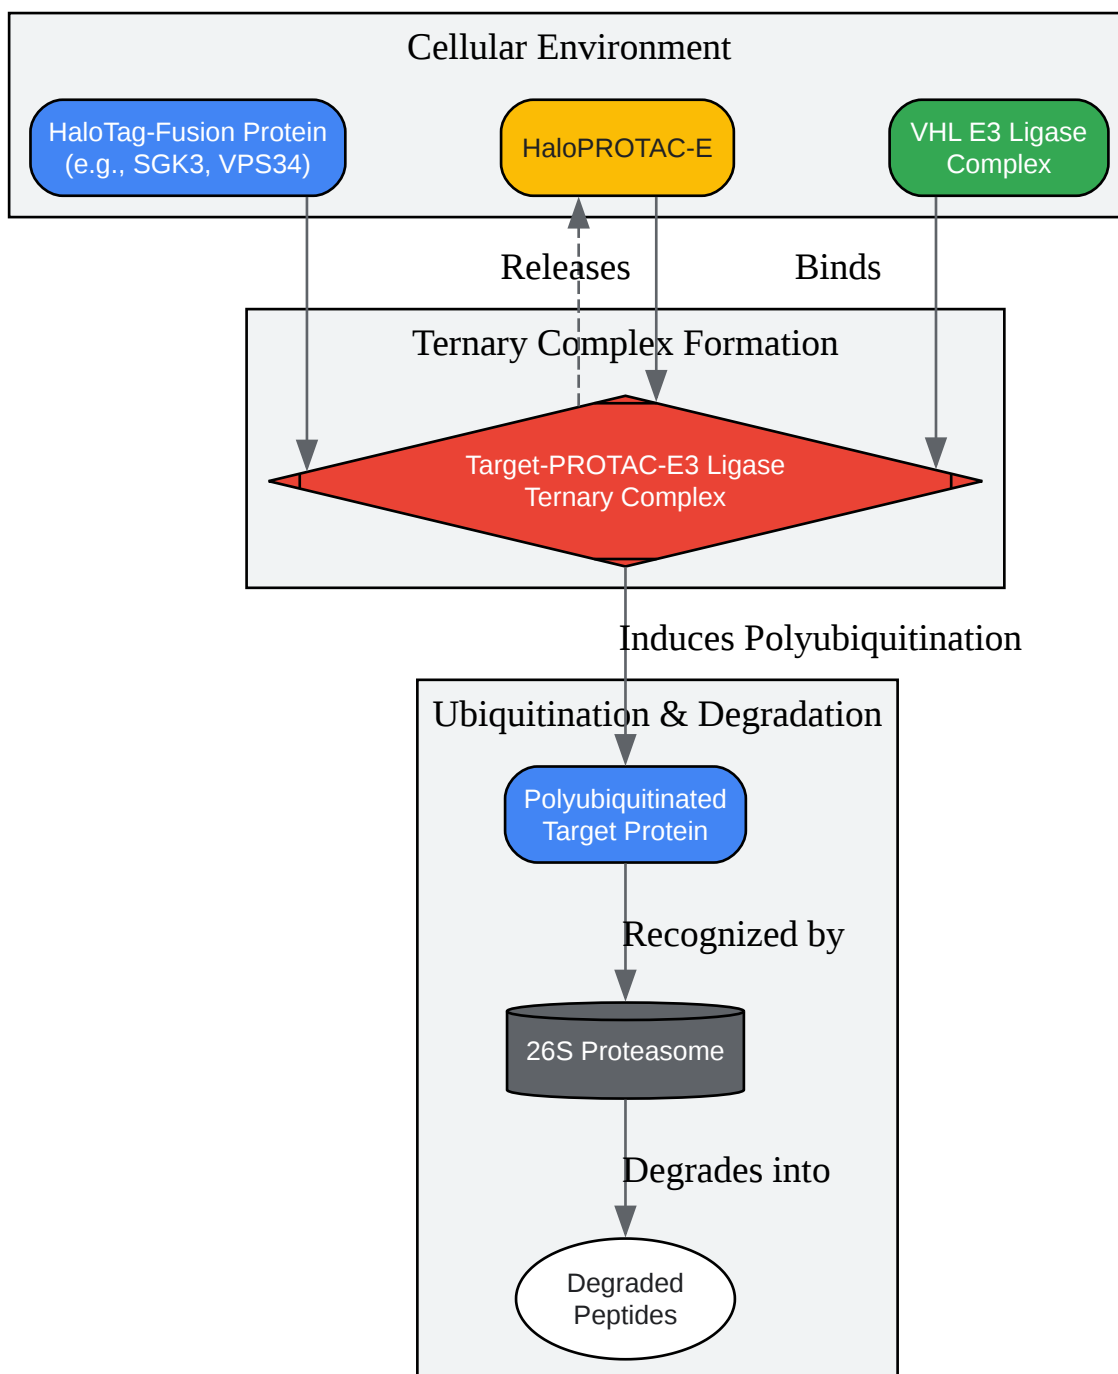 Cellular Environment
HaloTag-Fusion Protein
(e.g., SGK3, VPS34)
HaloPROTAC-E
VHL E3 Ligase
Complex
Releases
Binds
Ternary Complex Formation
Target-PROTAC-E3 Ligase
Ternary Complex
Induces Polyubiquitination
Ubiquitination & Degradation
Polyubiquitinated
Target Protein
Recognized by
26S Proteasome
Degrades into
Degraded
Peptides